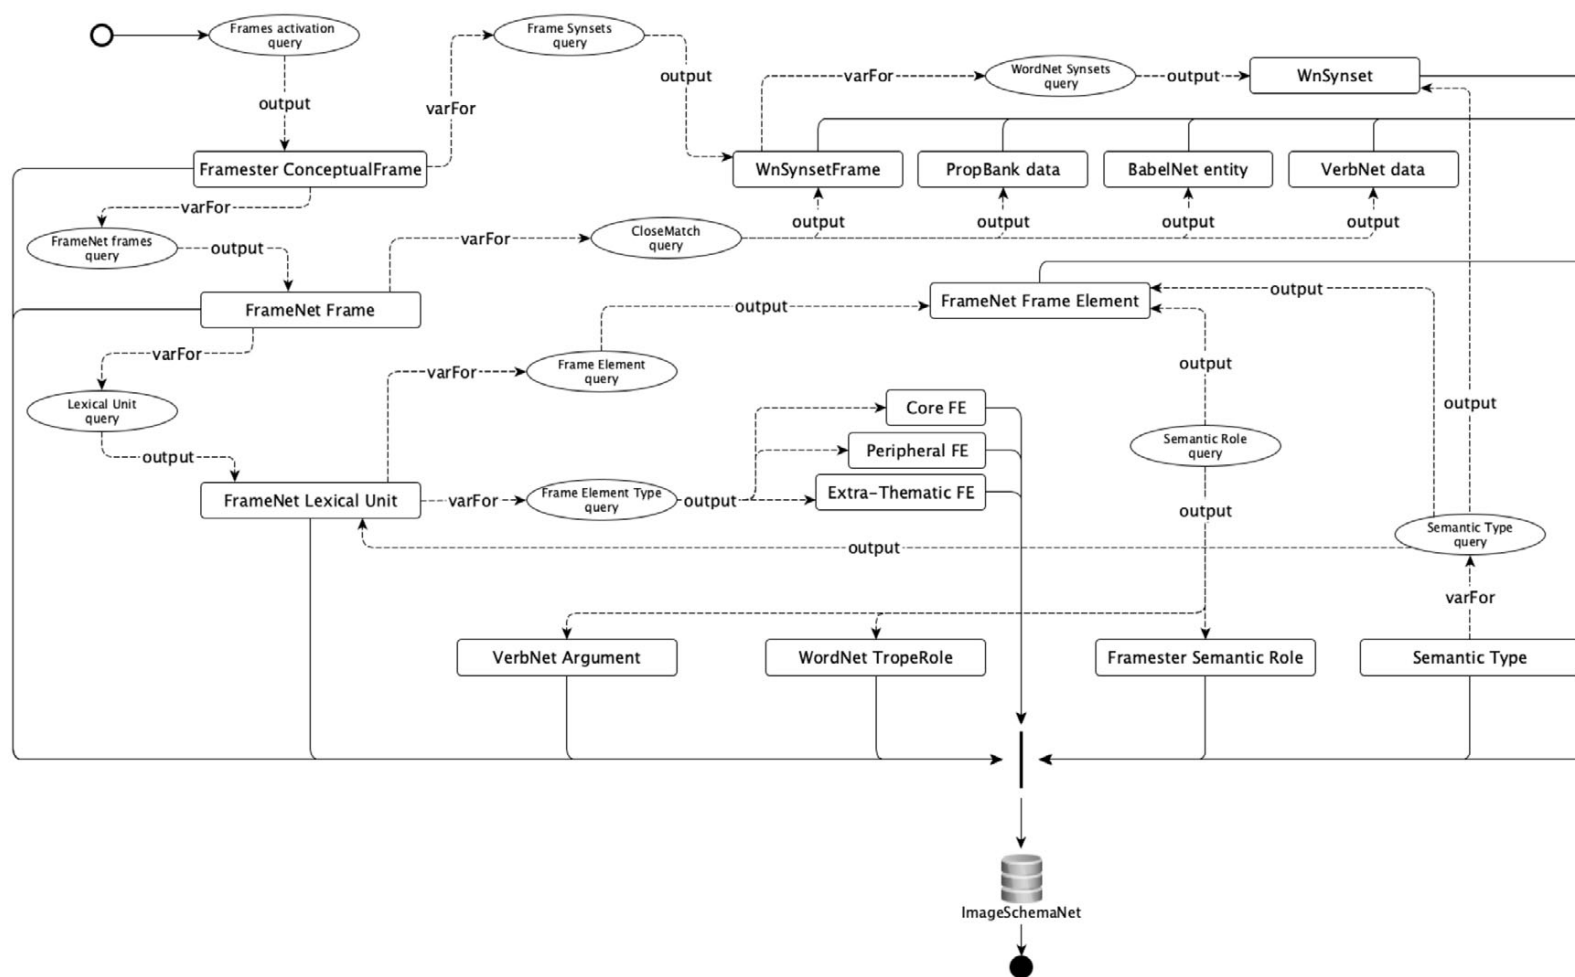 Frames activation
query
Frame Synsets
query
output
varFor
output
varFor
WordNet Synsets
query
output
WnSynset
Framester ConceptualFrame
WnSynsetFrame
PropBank data
BabelNet entity
VerbNet data
varFor
FrameNet frames
query
output
varFor
CloseMatch
query
output
output
output
output
FrameNet Frame
output
FrameNet Frame Element
output
varFor
varFor
Frame Element
query
output
Lexical Unit
query
Core FE
output
output
Peripheral FE
Semantic Role
query
FrameNet Lexical Unit
varFor
Frame Element Type
query
output
Extra-Thematic FE
output
output
Semantic Type
query
varFor
VerbNet Argument
WordNet TropeRole
Framester Semantic Role
Semantic Type
ImageSchemaNet